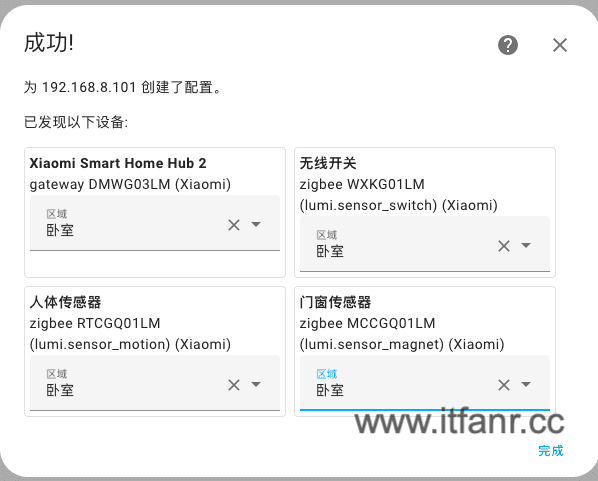 成功!
为 192.168.8.101 创建了配置。
已发现以下设备:
Xiaomi Smart Home Hub 2
gateway DMWG03LM (Xiaomi)
区域
卧室
无线开关
zigbee WXKG01LM
(lumi.sensor_switch) (Xiaomi)
区域
卧室
人体传感器
zigbee RTCGQ01LM
(lumi.sensor_motion) (Xiaomi)
区域
卧室
门窗传感器
zigbee MCCGQ01LM
(lumi.sensor_magnet) (Xiaomi)
区域
卧室
www.itfanr.cc
完成